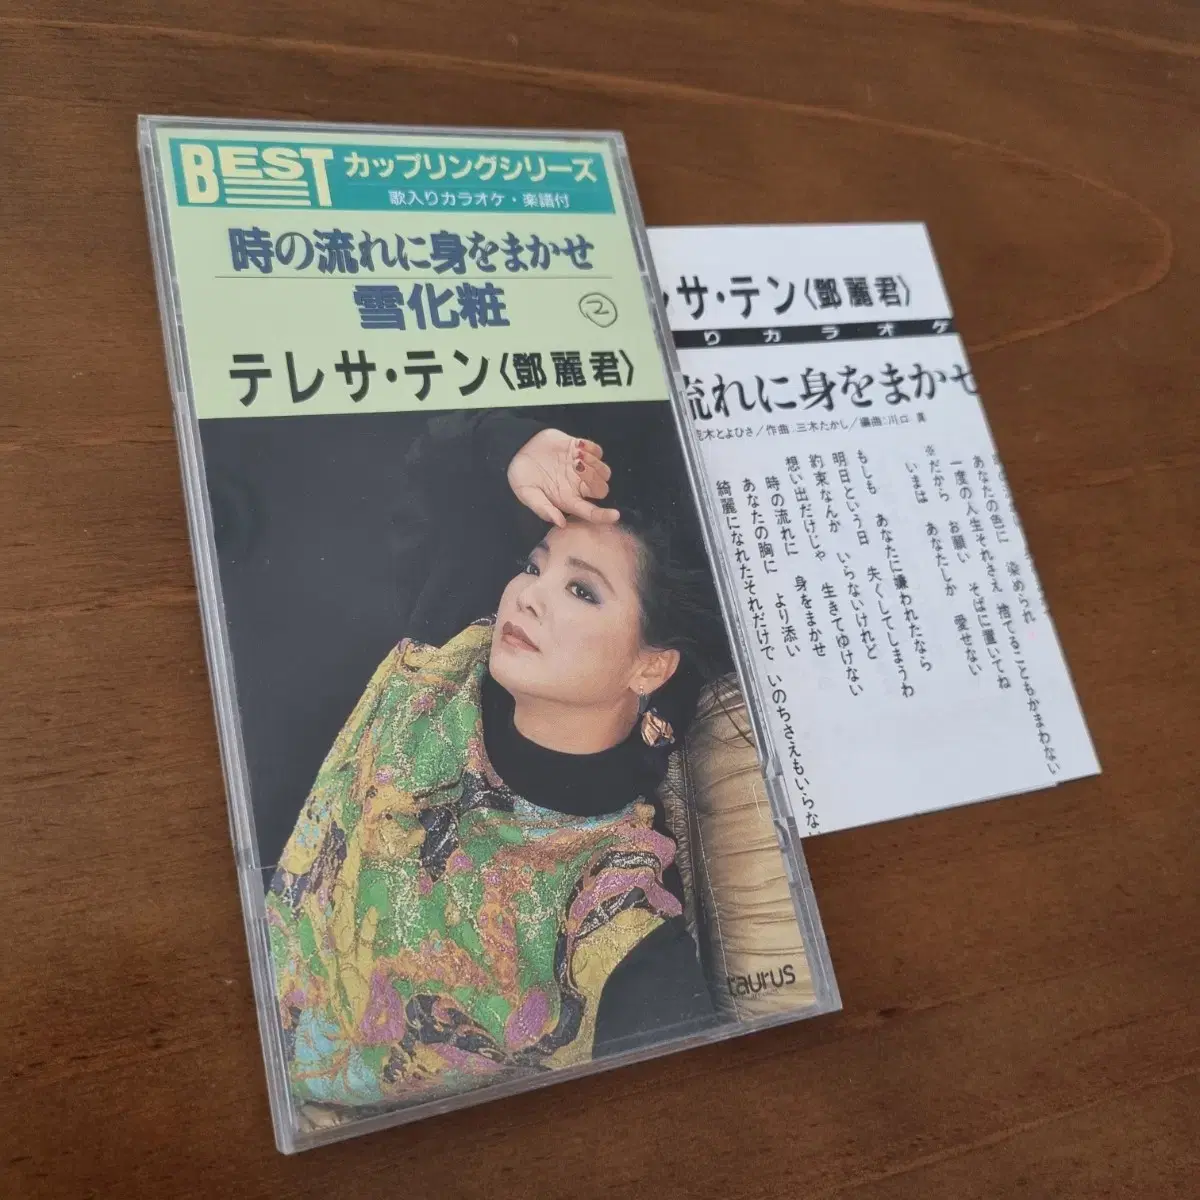 BEST カップリングシリーズ
歌入りカラオケ・楽譜付
時の流れに身をまかせ
雪化粧
②
テレサ・テン〈鄧麗君〉
taurus
サ・テン〈鄧麗君〉
りカラオケ
流れに身をまかせ
荒木とよひさ/作曲:三木たかし/編曲:川口 真
あなたの色に 染められ
一度の人生それさえ 捨てることもかまわない
※だから お願い そばに置いてね
いまは あなたしか 愛せない
もしも あなたに嫌われたなら
明日という日 失くしてしまうわ
約束なんか いらないけれど
想い出だけじゃ 生きてゆけない
時の流れに 身をまかせ
あなたの胸に より添い
綺麗になれたそれだけで いのちさえもいらない